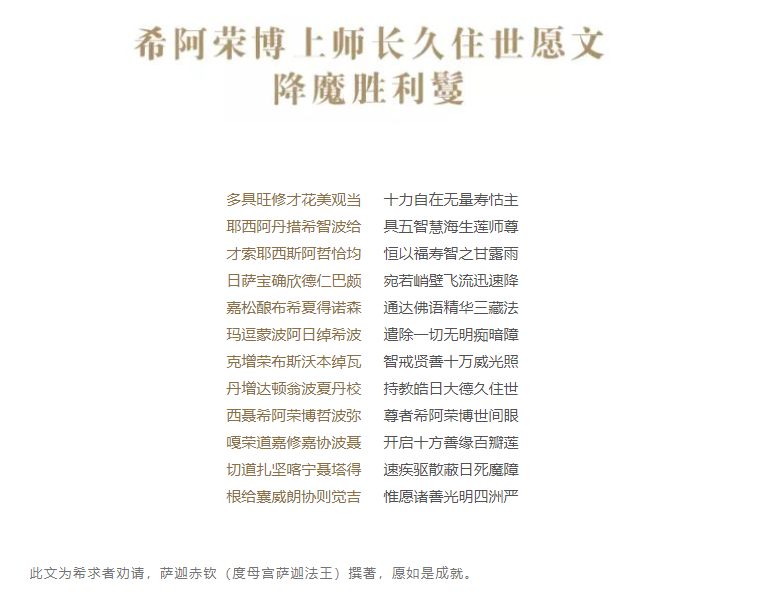 希阿荣博上师长久住世愿文
降魔胜利鬘
多具旺修才花美观当 十力自在无量寿怙主
耶西阿丹措希智波给 具五智慧海生莲师尊
才索耶西斯阿哲恰均 恒以福寿智之甘露雨
日萨宝确欣德仁巴颇 宛若峭壁飞流迅速降
嘉松酿布希夏得诺森 通达佛语精华三藏法
玛逗蒙波阿日绰希波 遣除一切无明痴暗障
克增荣布斯沃本绰瓦 智戒贤善十万威光照
丹增达顿翁波夏丹校 持教皓日大德久住世
西聂希阿荣博哲波弥 尊者希阿荣博世间眼
嘎荣道嘉修嘉协波聂 开启十方善缘百瓣莲
切道扎坚喀宁聂塔得 速疾驱散蔽日死魔障
根给囊威朗协则觉吉 惟愿诸善光明四洲严
此文为希求者劝请，萨迦赤钦（度母宫萨迦法王）撰著，愿如是成就。